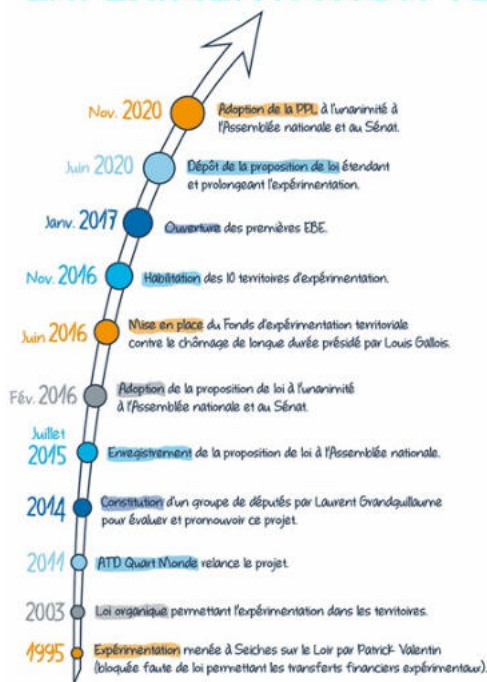 Nov. 2020
Adoption de la PPL à l'unanimité à
l'Assemblée nationale et au Sénat.
Juin 2020
Dépôt de la proposition de loi étendant
et prolongeant l'expérimentation.
Janv. 2017
Ouverture des premières EBE.
Nov. 2016
Habilitation des 10 territoires d'expérimentation.
Juin 2016
Mise en place du Fonds d'expérimentation territoriale
contre le chômage de longue durée présidé par Louis Gallois.
Fév. 2016
Adoption de la proposition de loi à l'unanimité
à l'Assemblée nationale et au Sénat.
Juillet
2015
Enregistrement de la proposition de loi à l'Assemblée nationale.
2014
Constitution d'un groupe de députés par Laurent Grandguillaume
pour évaluer et promouvoir ce projet.
2011
ATD Quart Monde relance le projet.
2003
Loi organique permettant l'expérimentation dans les territoires.
1995
Expérimentation menée à Seiches sur le Loir par Patrick Valentin
(bloquée faute de loi permettant les transferts financiers expérimentaux).